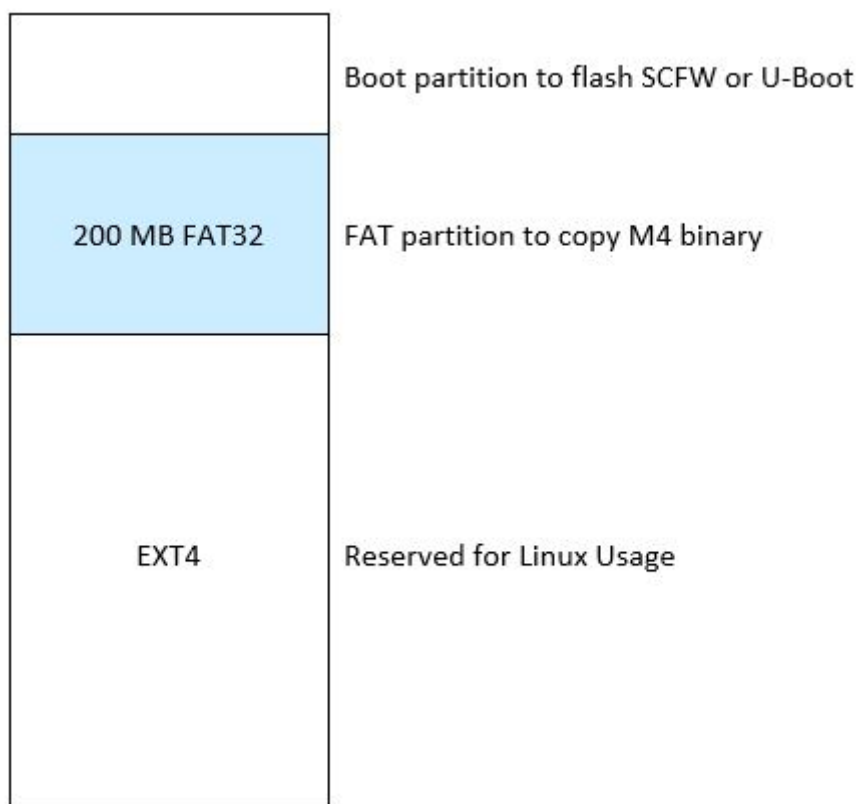 Boot partition to flash SCFW or U-Boot
200 MB FAT32
FAT partition to copy M4 binary
EXT4
Reserved for Linux Usage